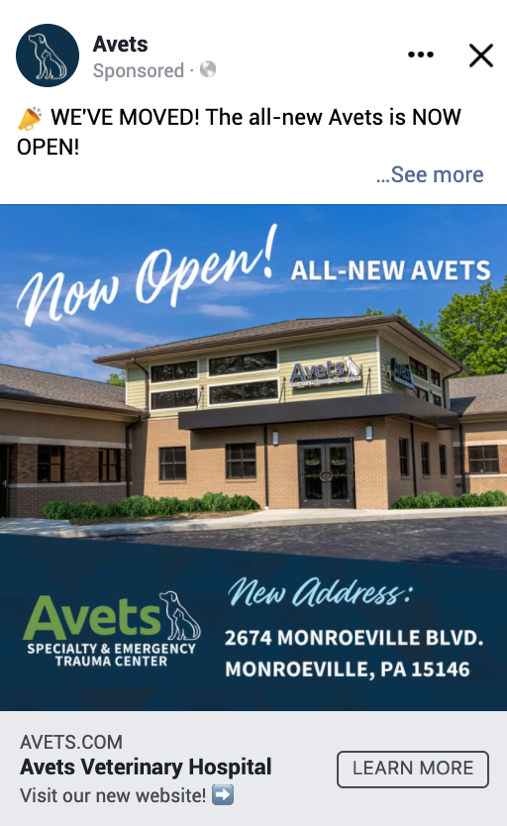 Avets
Sponsored ·
📣 WE'VE MOVED! The all-new Avets is NOW
OPEN!
...See more
Now Open! ALL-NEW AVETS
Avets
Avets
SPECIALTY & EMERGENCY
TRAUMA CENTER
New Address:
2674 MONROEVILLE BLVD.
MONROEVILLE, PA 15146
AVETS.COM
Avets Veterinary Hospital
Visit our new website! ➡️
LEARN MORE